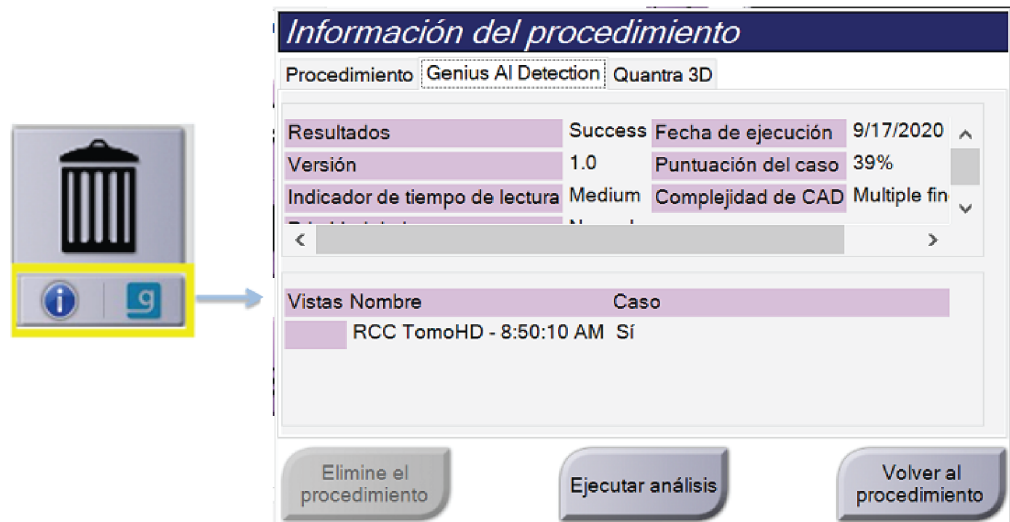 Información del procedimiento
Procedimiento Genius AI Detection Quantra 3D
Resultados Success Fecha de ejecución 9/17/2020
Versión 1.0 Puntuación del caso 39%
Indicador de tiempo de lectura Medium Complejidad de CAD Multiple fin
Vistas Nombre Caso
RCC TomoHD - 8:50:10 AM Sí
Elimine el procedimiento
Ejecutar análisis
Volver al procedimiento